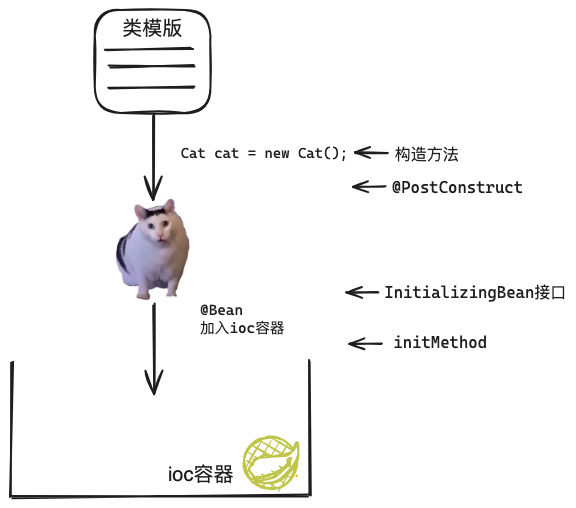 类模版
Cat cat = new Cat();
构造方法
@PostConstruct
InitializingBean接口
@Bean
加入ioc容器
initMethod
ioc容器